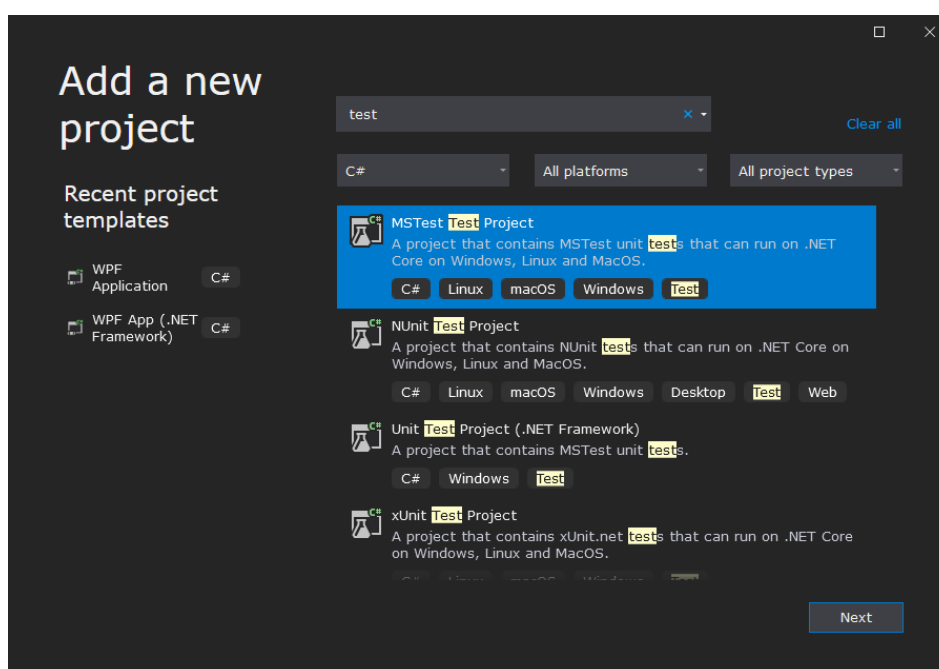 Add a new
project
Recent project
templates
WPF
Application
C#
WPF App (.NET
Framework)
C#
test
Clear all
C#
All platforms
All project types
C#
MSTest Test Project
A project that contains MSTest unit tests that can run on .NET
Core on Windows, Linux and MacOS.
C# Linux macOS Windows Test
C#
NUnit Test Project
A project that contains NUnit tests that can run on .NET Core on
Windows, Linux and MacOS.
C# Linux macOS Windows Desktop Test Web
C#
Unit Test Project (.NET Framework)
A project that contains MSTest unit tests.
C# Windows Test
C#
xUnit Test Project
A project that contains xUnit.net tests that can run on .NET Core
on Windows, Linux and MacOS.
C# Linux macOS Windows Test
Next